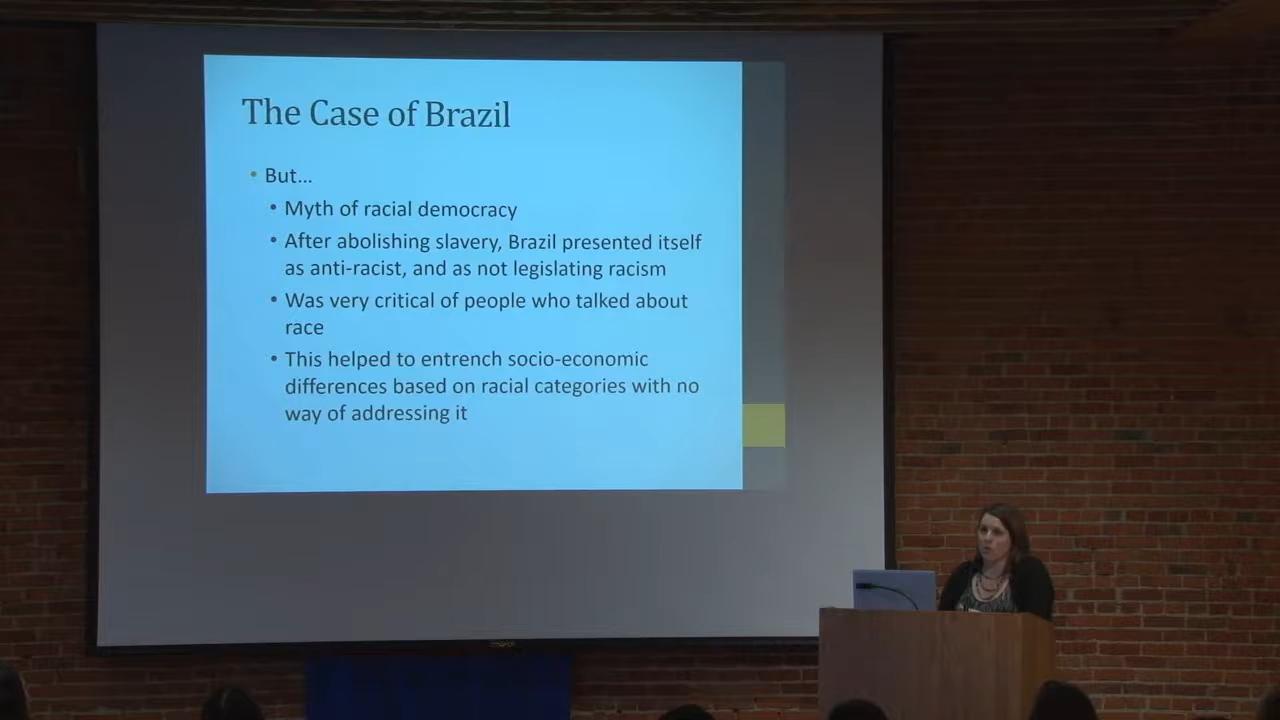 The Case of Brazil
• But...
• Myth of racial democracy
• After abolishing slavery, Brazil presented itself
as anti-racist, and as not legislating racism
• Was very critical of people who talked about
race
• This helped to entrench socio-economic
differences based on racial categories with no
way of addressing it